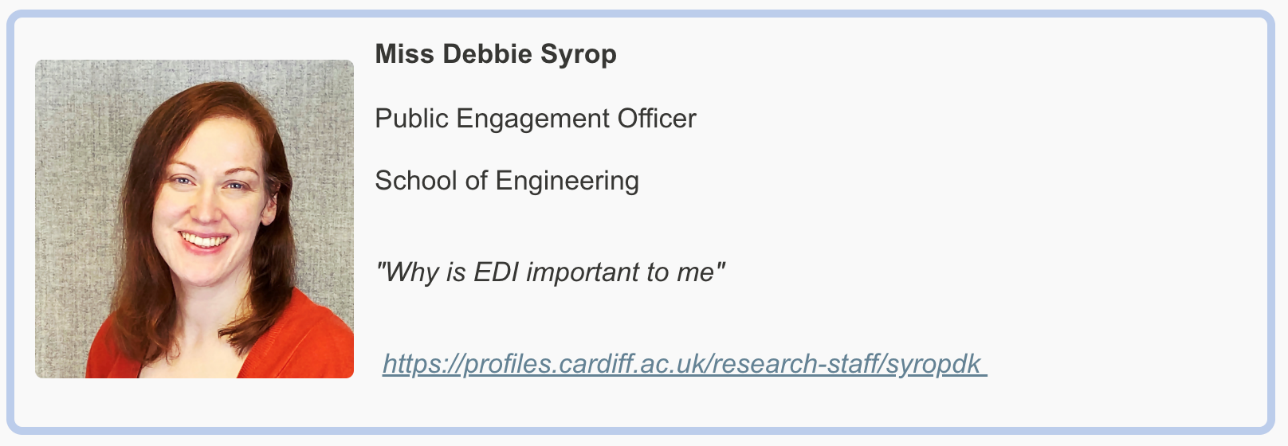 Miss Debbie Syrop
Public Engagement Officer
School of Engineering
"Why is EDI important to me"
https://profiles.cardiff.ac.uk/research-staff/syropdk